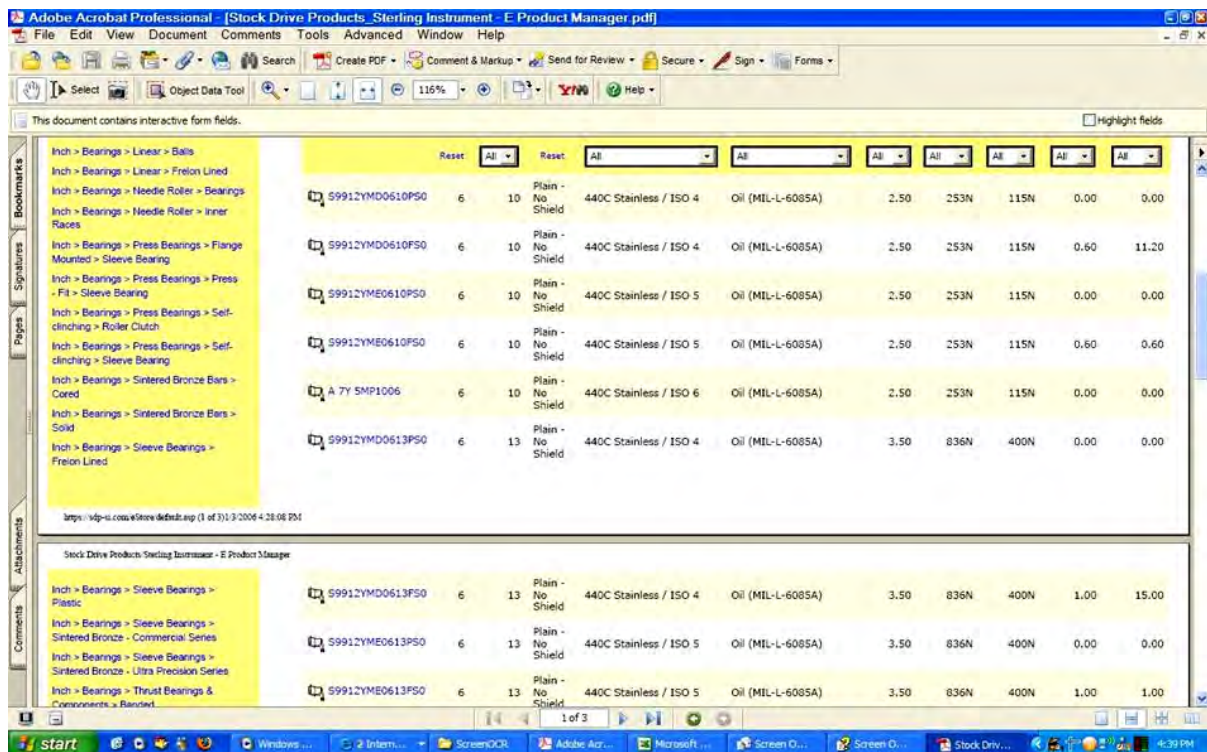 Adobe Acrobat Professional - [Stock Drive Products_Sterling Instrument - E Product Manager.pdf]
File Edit View Document Comments Tools Advanced Window Help
Search Create PDF Comment & Markup Send for Review Secure Sign Forms
Select Object Data Tool 116% Help
This document contains interactive form fields. Highlight fields
Bookmarks
Signatures
Pages
Attachments
Comments
Inch > Bearings > Linear > Balls
Inch > Bearings > Linear > Frelon Lined
Inch > Bearings > Needle Roller > Bearings
Inch > Bearings > Needle Roller > Inner
Races
Inch > Bearings > Press Bearings > Flange
Mounted > Sleeve Bearing
Inch > Bearings > Press Bearings > Press
- Fit > Sleeve Bearing
Inch > Bearings > Press Bearings > Self-
clinching > Roller Clutch
Inch > Bearings > Press Bearings > Self-
clinching > Sleeve Bearing
Inch > Bearings > Sintered Bronze Bars >
Cored
Inch > Bearings > Sintered Bronze Bars >
Solid
Inch > Bearings > Sleeve Bearings >
Frelon Lined
Reset All Reset All All All All All All All
S9912YMD0610PS0 6 10 Plain - No Shield 440C Stainless / ISO 4 Oil (MIL-L-6085A) 2.50 253N 115N 0.00 0.00
S9912YMD0610FS0 6 10 Plain - No Shield 440C Stainless / ISO 4 Oil (MIL-L-6085A) 2.50 253N 115N 0.60 11.20
S9912YME0610PS0 6 10 Plain - No Shield 440C Stainless / ISO 5 Oil (MIL-L-6085A) 2.50 253N 115N 0.00 0.00
S9912YME0610FS0 6 10 Plain - No Shield 440C Stainless / ISO 5 Oil (MIL-L-6085A) 2.50 253N 115N 0.60 0.60
A 7Y 5MP1006 6 10 Plain - No Shield 440C Stainless / ISO 6 Oil (MIL-L-6085A) 2.50 253N 115N 0.00 0.00
S9912YMD0613PS0 6 13 Plain - No Shield 440C Stainless / ISO 4 Oil (MIL-L-6085A) 3.50 836N 400N 0.00 0.00
https://sdp-si.com/eStore/default.asp (1 of 3)1/3/2006 4:28:08 PM
Stock Drive Products/Sterling Instrument - E Product Manager
Inch > Bearings > Sleeve Bearings >
Plastic
Inch > Bearings > Sleeve Bearings >
Sintered Bronze - Commercial Series
Inch > Bearings > Sleeve Bearings >
Sintered Bronze - Ultra Precision Series
Inch > Bearings > Thrust Bearings &
Components > Banded
S9912YMD0613FS0 6 13 Plain - No Shield 440C Stainless / ISO 4 Oil (MIL-L-6085A) 3.50 836N 400N 1.00 15.00
S9912YME0613PS0 6 13 Plain - No Shield 440C Stainless / ISO 5 Oil (MIL-L-6085A) 3.50 836N 400N 0.00 0.00
S9912YME0613FS0 6 13 Plain - No Shield 440C Stainless / ISO 5 Oil (MIL-L-6085A) 3.50 836N 400N 1.00 1.00
1 of 3
start Windows ... 2 Intern... ScreenOCR Adobe Acr... Microsoft ... Screen O... Screen O... Stock Driv... 4:39 PM